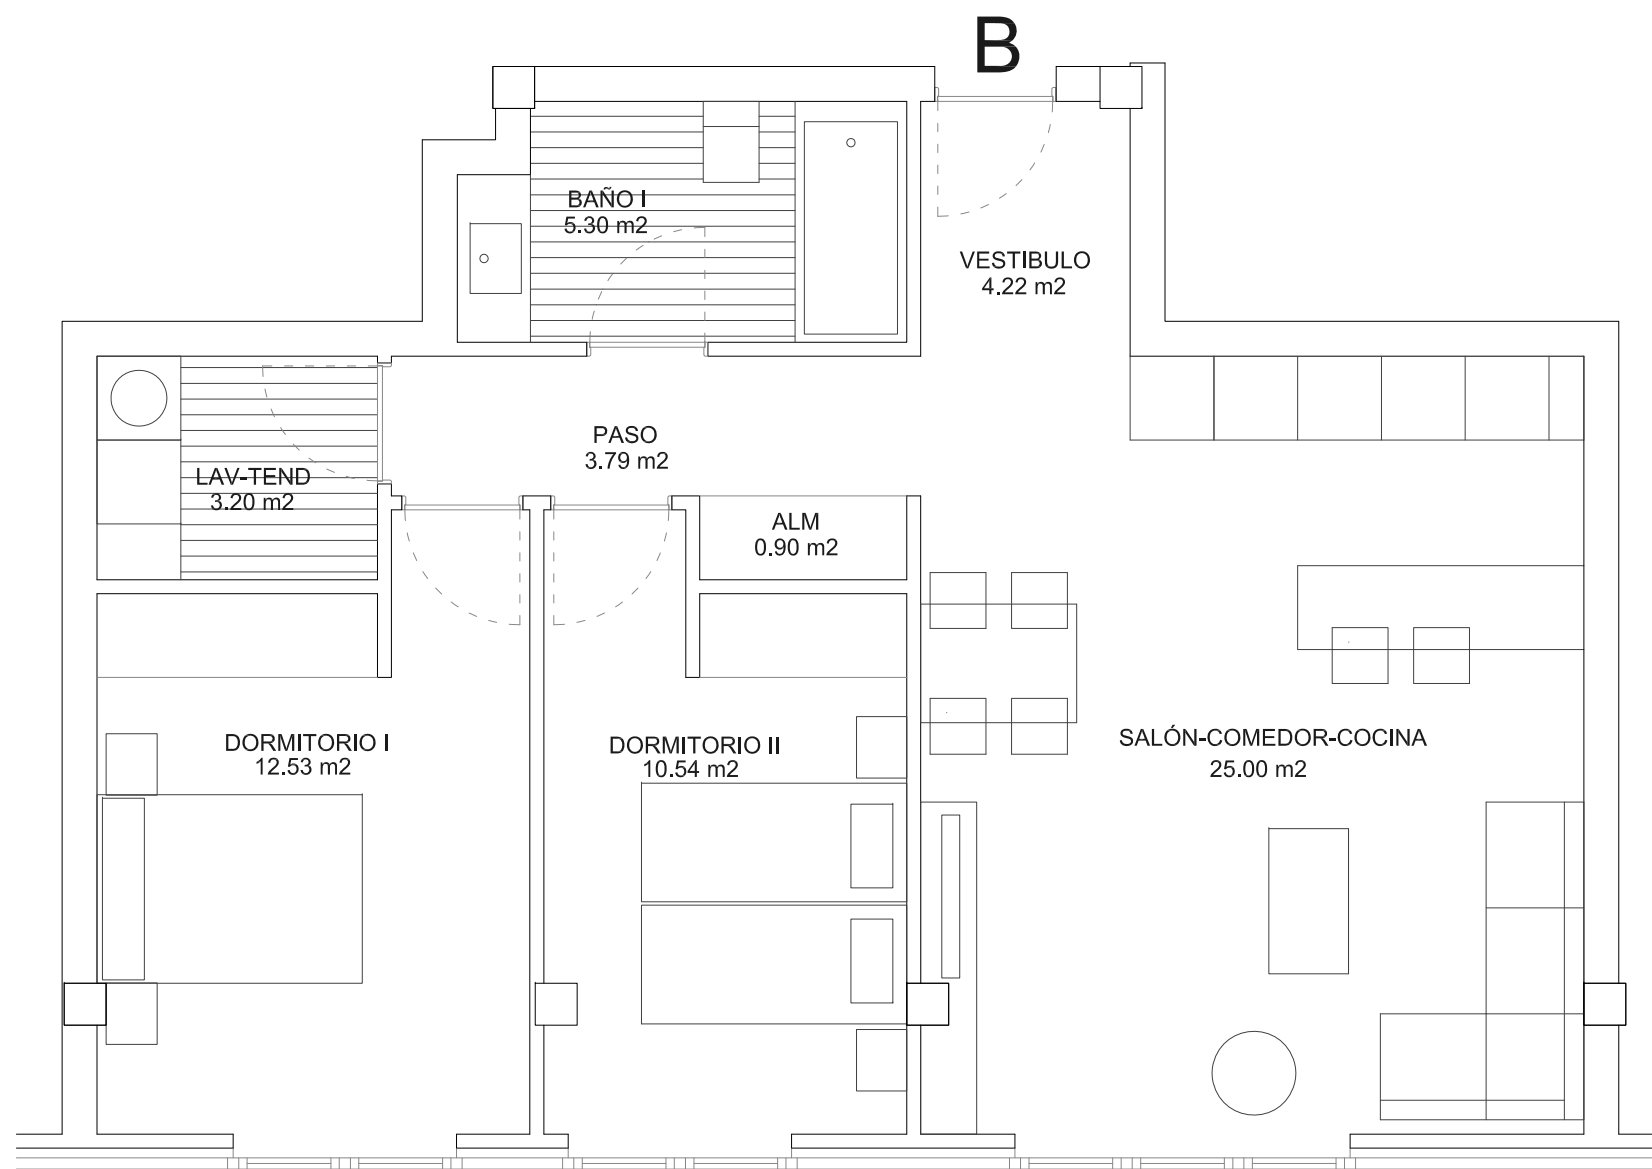 B
BAÑO I
5.30 m2
VESTIBULO
4.22 m2
PASO
3.79 m2
LAV-TEND
3.20 m2
ALM
0.90 m2
DORMITORIO I
12.53 m2
DORMITORIO II
10.54 m2
SALÓN-COMEDOR-COCINA
25.00 m2